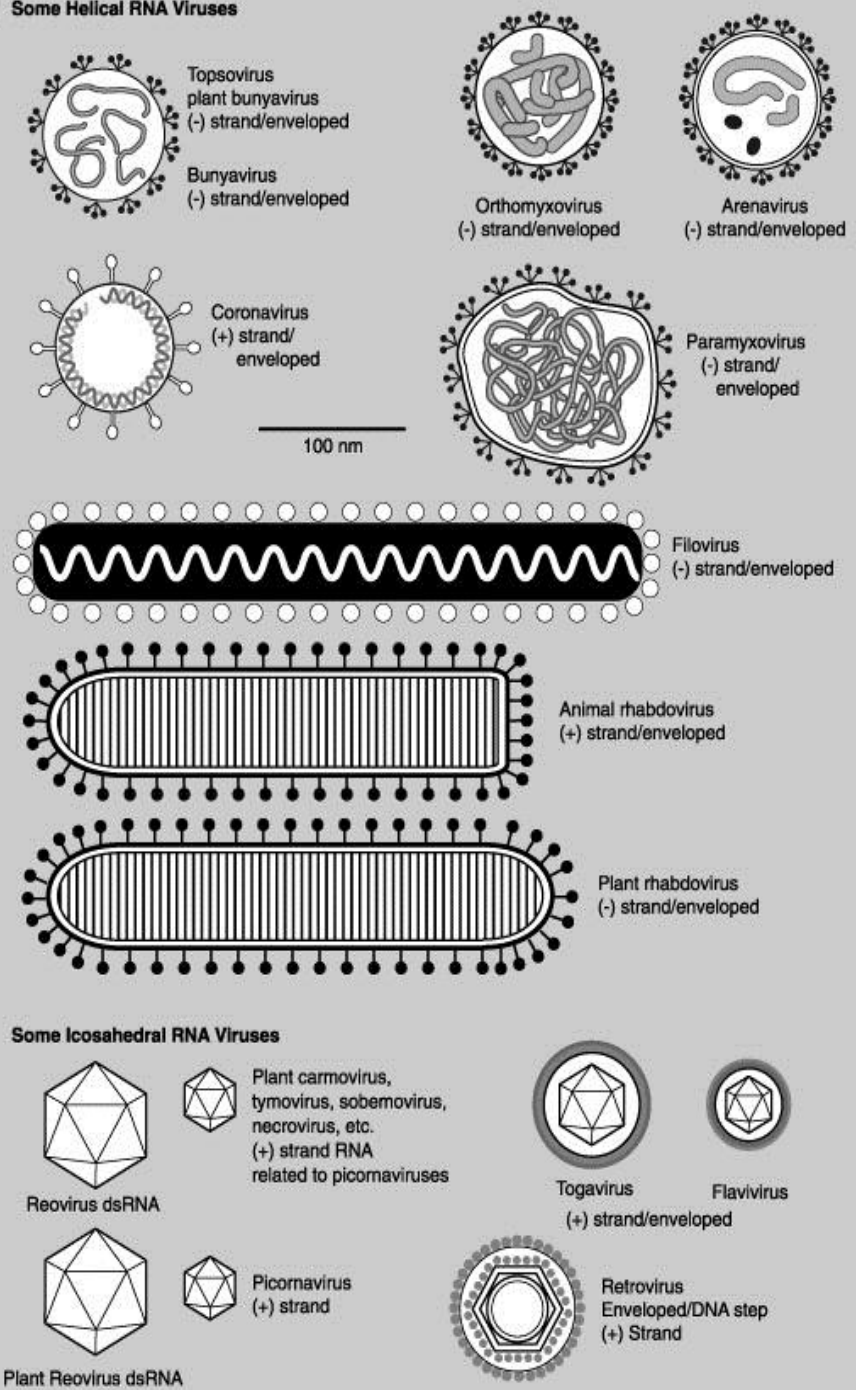 Some Helical RNA Viruses
Topsovirus
plant bunyavirus
(-) strand/enveloped
Bunyavirus
(-) strand/enveloped
Orthomyxovirus
(-) strand/enveloped
Arenavirus
(-) strand/enveloped
Coronavirus
(+) strand/
enveloped
100 nm
Paramyxovirus
(-) strand/
enveloped
Filovirus
(-) strand/enveloped
Animal rhabdovirus
(+) strand/enveloped
Plant rhabdovirus
(-) strand/enveloped
Some Icosahedral RNA Viruses
Reovirus dsRNA
Plant carmovirus,
tymovirus, sobemovirus,
necrovirus, etc.
(+) strand RNA
related to picornaviruses
Togavirus
Flavivirus
(+) strand/enveloped
Plant Reovirus dsRNA
Picornavirus
(+) strand
Retrovirus
Enveloped/DNA step
(+) Strand